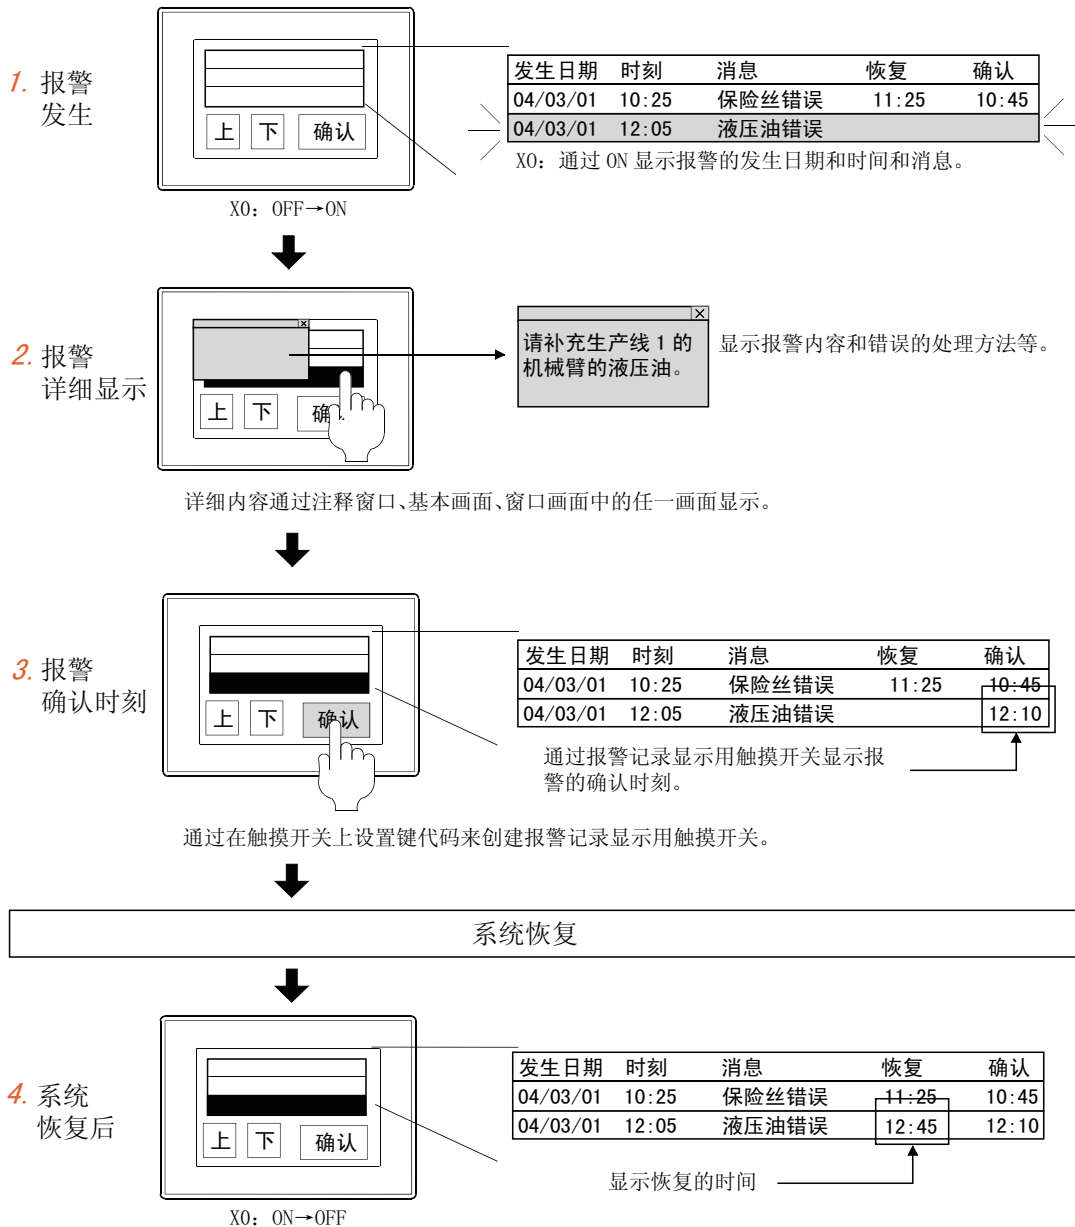 1. 报警
发生
上 下 确认
发生日期 时刻 消息 恢复 确认
04/03/01 10:25 保险丝错误 11:25 10:45
04/03/01 12:05 液压油错误
X0: 通过 ON 显示报警的发生日期和时间和消息。
X0: OFF→ON
2. 报警
详细显示
上 下 确
请补充生产线 1 的
机械臂的液压油。
显示报警内容和错误的处理方法等。
详细内容通过注释窗口、基本画面、窗口画面中的任一画面显示。
3. 报警
确认时刻
上 下 确认
发生日期 时刻 消息 恢复 确认
04/03/01 10:25 保险丝错误 11:25 10:45
04/03/01 12:05 液压油错误 12:10
通过报警记录显示用触摸开关显示报
警的确认时刻。
通过在触摸开关上设置键代码来创建报警记录显示用触摸开关。
系统恢复
4. 系统
恢复后
上 下 确认
发生日期 时刻 消息 恢复 确认
04/03/01 10:25 保险丝错误 11:25 10:45
04/03/01 12:05 液压油错误 12:45 12:10
显示恢复的时间
X0: ON→OFF